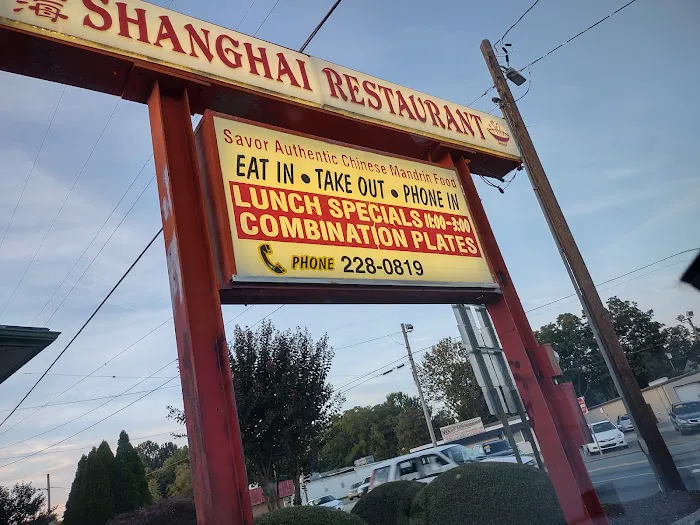 海 SHANGHAI RESTAURANT
Savor Authentic Chinese Mandrin Food
EAT IN • TAKE OUT • PHONE IN
LUNCH SPECIALS 11:00-3:00
COMBINATION PLATES
PHONE 228-0819